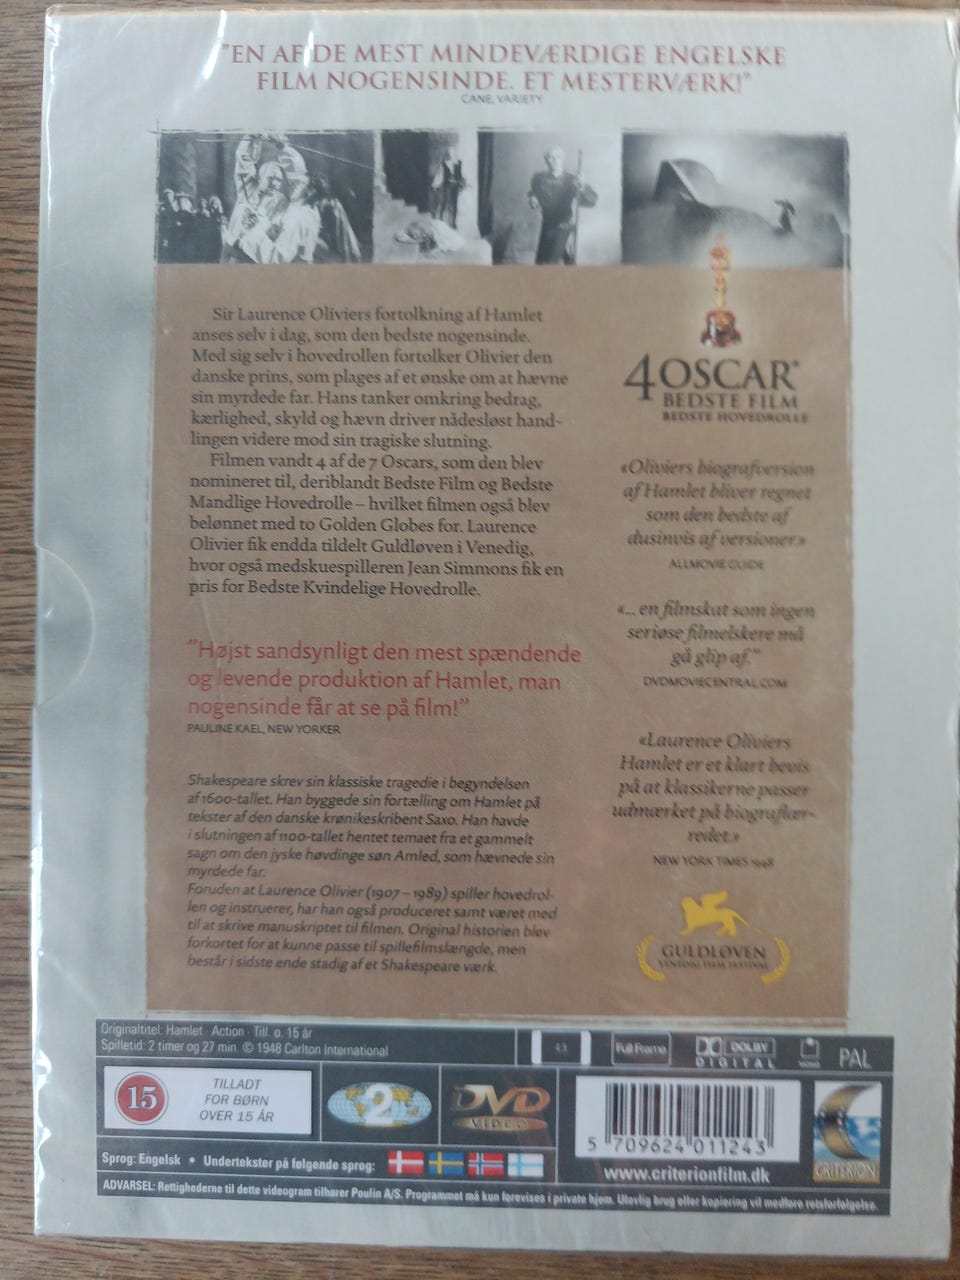 "EN AF DE MEST MINDEVÆRDIGE ENGELSKE
FILM NOGENSINDE. ET MESTERVÆRK!"
CANE, VARIETY
Sir Laurence Oliviers fortolkning af Hamlet
anses selv i dag, som den bedste nogensinde.
Med sig selv i hovedrollen fortolker Olivier den
danske prins, som plages af et ønske om at hævne
sin myrdede far. Hans tanker omkring bedrag,
kærlighed, skyld og hævn driver nådesløst hand-
lingen videre mod sin tragiske slutning.
Filmen vandt 4 af de 7 Oscars, som den blev
nomineret til, deriblandt Bedste Film og Bedste
Mandlige Hovedrolle – hvilket filmen også blev
belønnet med to Golden Globes for. Laurence
Olivier fik endda tildelt Guldløven i Venedig,
hvor også medskuespilleren Jean Simmons fik en
pris for Bedste Kvindelige Hovedrolle.
"Højst sandsynligt den mest spændende
og levende produktion af Hamlet, man
nogensinde får at se på film!"
PAULINE KAEL, NEW YORKER
Shakespeare skrev sin klassiske tragedie i begyndelsen
af 1600-tallet. Han byggede sin fortælling om Hamlet på
tekster af den danske krønikeskribent Saxo. Han havde
i slutningen af 1100-tallet hentet temaet fra et gammelt
sagn om den jyske høvdinge søn Amled, som hævnede sin
myrdede far.
Foruden at Laurence Olivier (1907 – 1989) spiller hovedrol-
len og instruerer, har han også produceret samt været med
til at skrive manuskriptet til filmen. Original historien blev
forkortet for at kunne passe til spillefilmslængde, men
består i sidste ende stadig af et Shakespeare værk.
4 OSCAR®
BEDSTE FILM
BEDSTE HOVEDROLLE
«Oliviers biografversion
af Hamlet bliver regnet
som den bedste af
dusinvis af versioner.»
ALLMOVIE GUIDE
«... en filmskat som ingen
seriøse filmelskere må
gå glip af."
DVDMOVIECENTRAL.COM
«Laurence Oliviers
Hamlet er et klart bevis
på at klassikerne passer
udmærket på biograflær-
redet.»
NEW YORK TIMES 1948
GULDLØVEN
VENEDIG FILM FESTIVAL
Originaltitel: Hamlet · Action · Till. o. 15 år
Spilletid: 2 timer og 27 min. © 1948 Carlton International
4:3
Full Frame
DOLBY
DIGITAL
MONO
PAL
15
TILLADT
FOR BØRN
OVER 15 ÅR
2
DVD
VIDEO
5 709624 011243
www.criterionfilm.dk
CRITERION
Sprog: Engelsk • Undertekster på følgende sprog:
ADVARSEL: Rettighederne til dette videogram tilhører Poulin A/S. Programmet må kun forevises i private hjem. Ulovlig brug eller kopiering vil medføre retsforfølgelse.